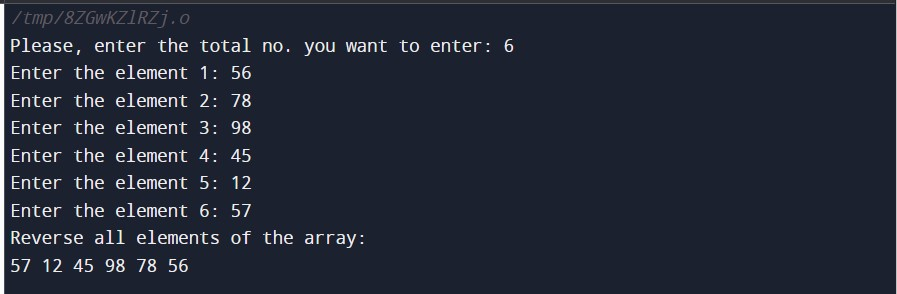 /tmp/8ZGwKZlRZj.o
Please, enter the total no. you want to enter: 6
Enter the element 1: 56
Enter the element 2: 78
Enter the element 3: 98
Enter the element 4: 45
Enter the element 5: 12
Enter the element 6: 57
Reverse all elements of the array:
57 12 45 98 78 56